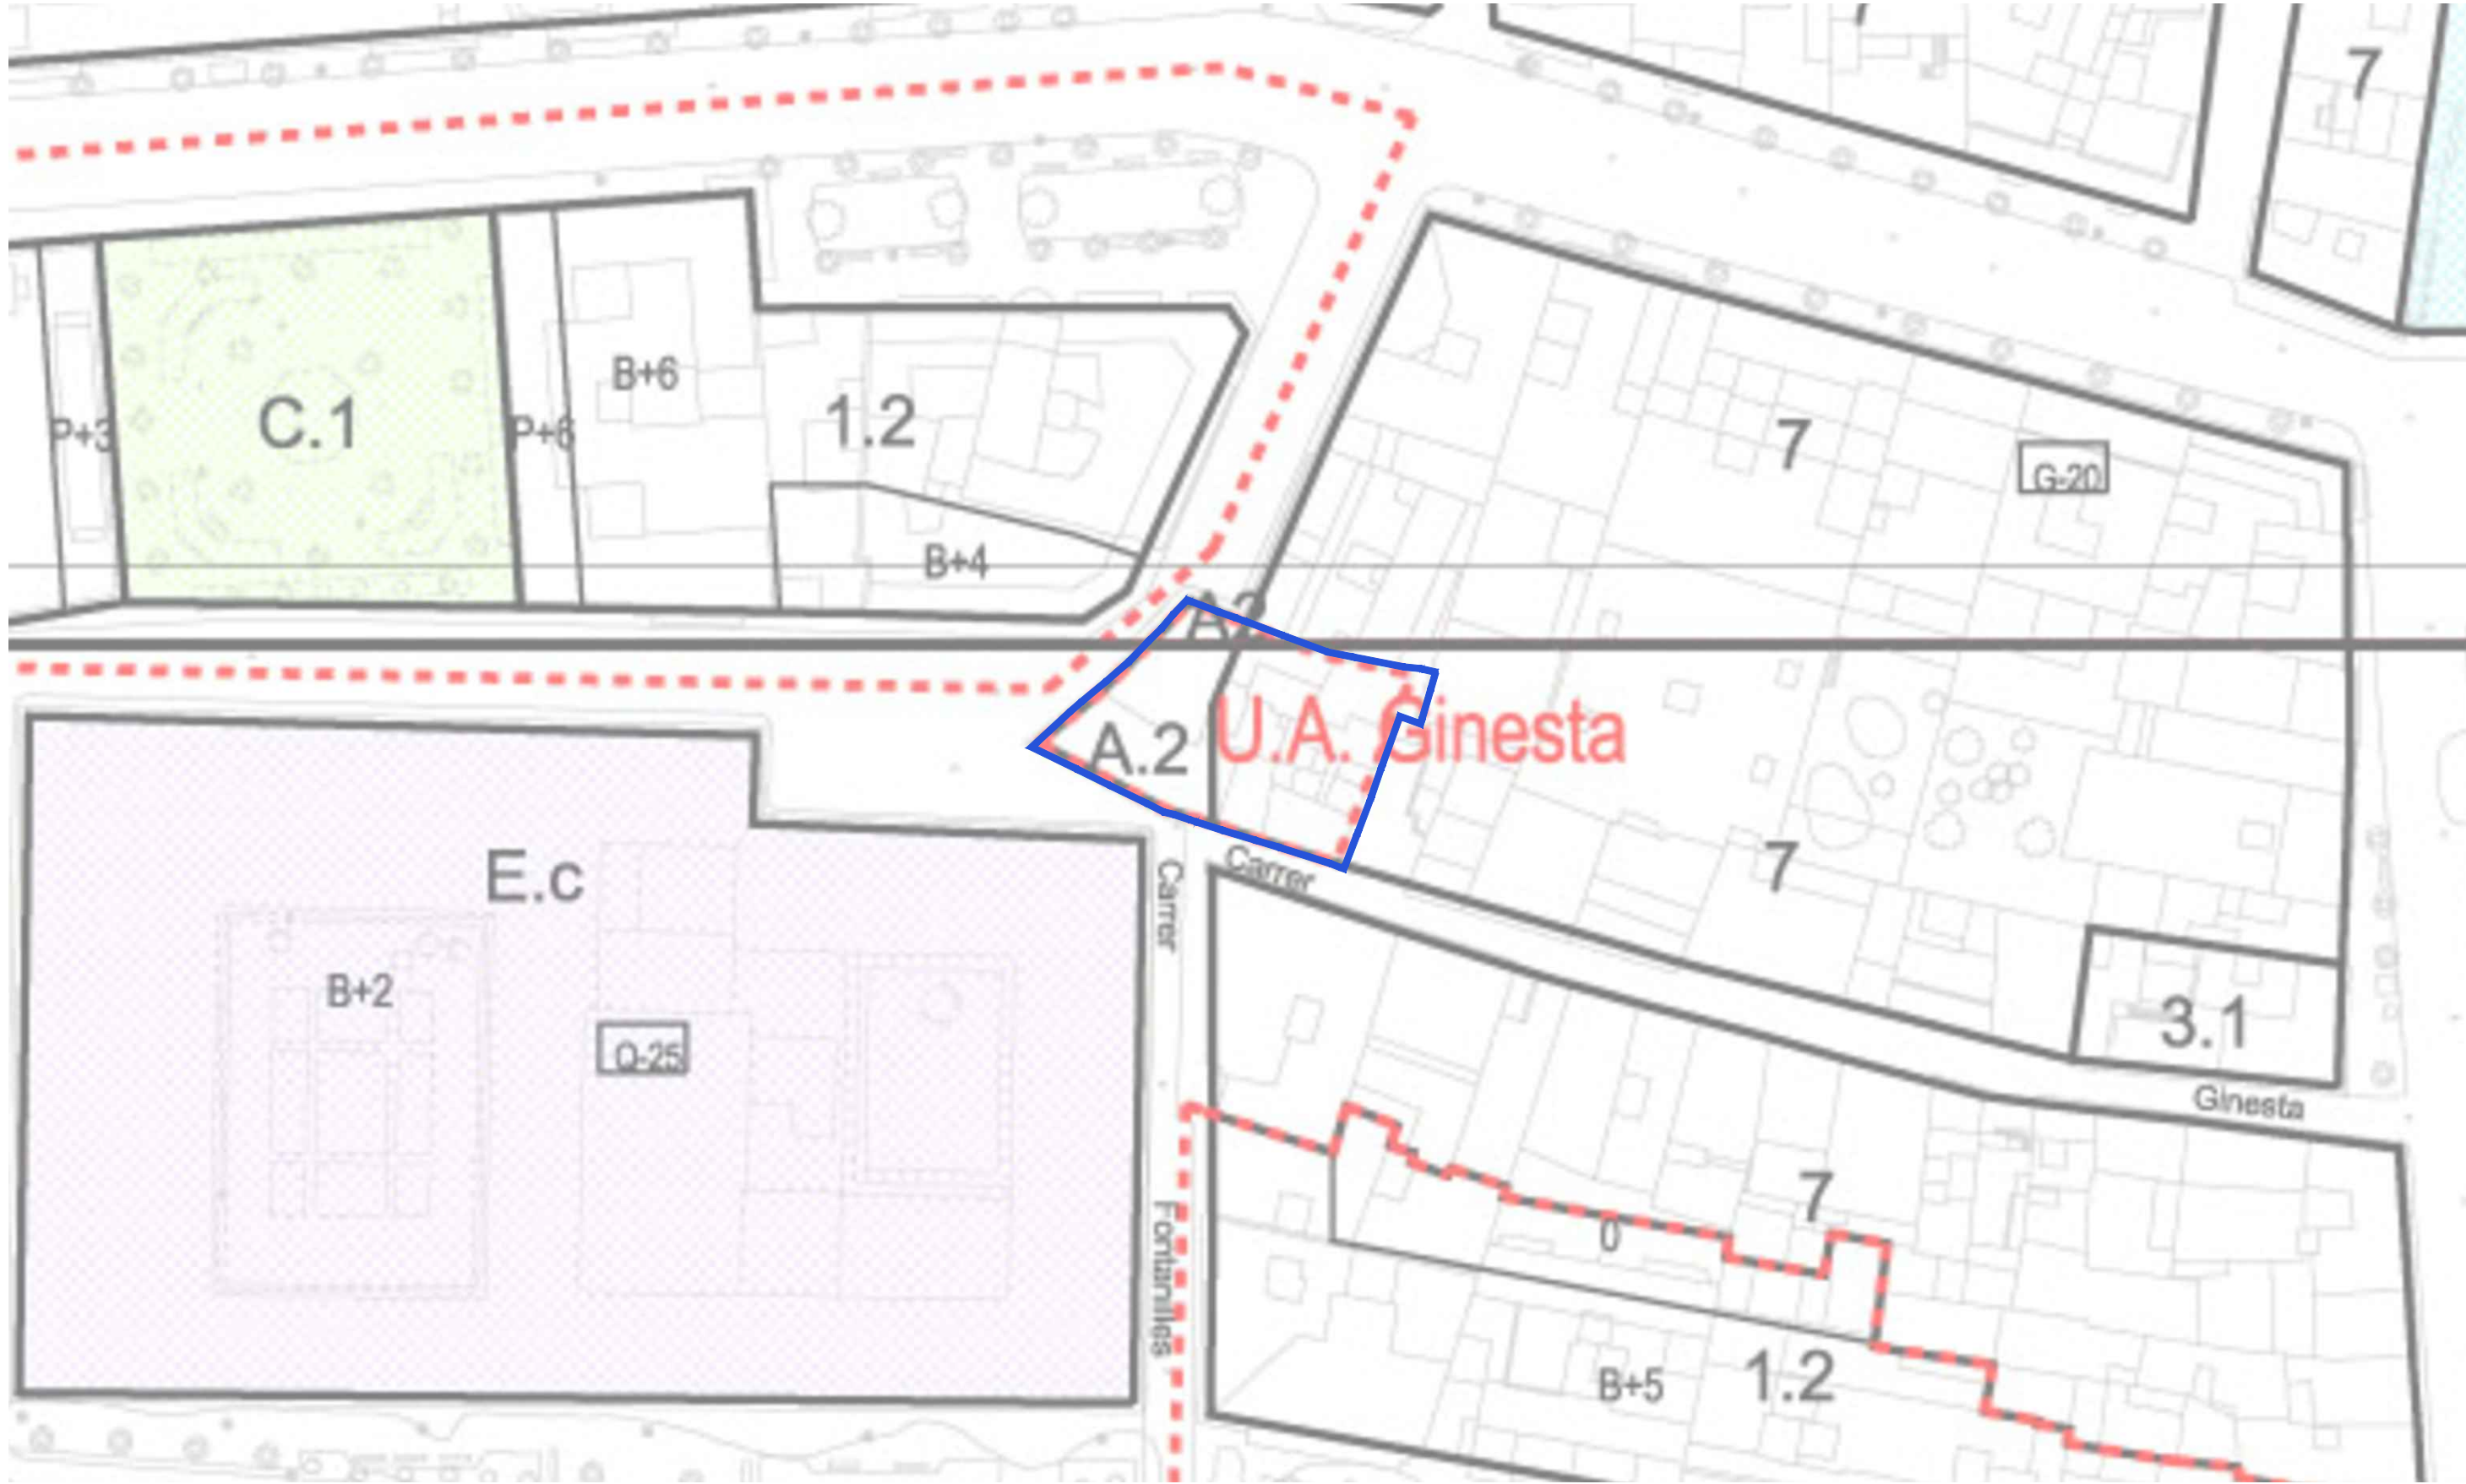 7
7
B+6
C.1
1.2
P+3
P+6
7
G-20
B+4
A.2
A.2
U.A. Ginesta
7
Carrer
E.c
Carrer
B+2
3.1
Q-25
Ginesta
7
0
Fontanilles
B+5
1.2